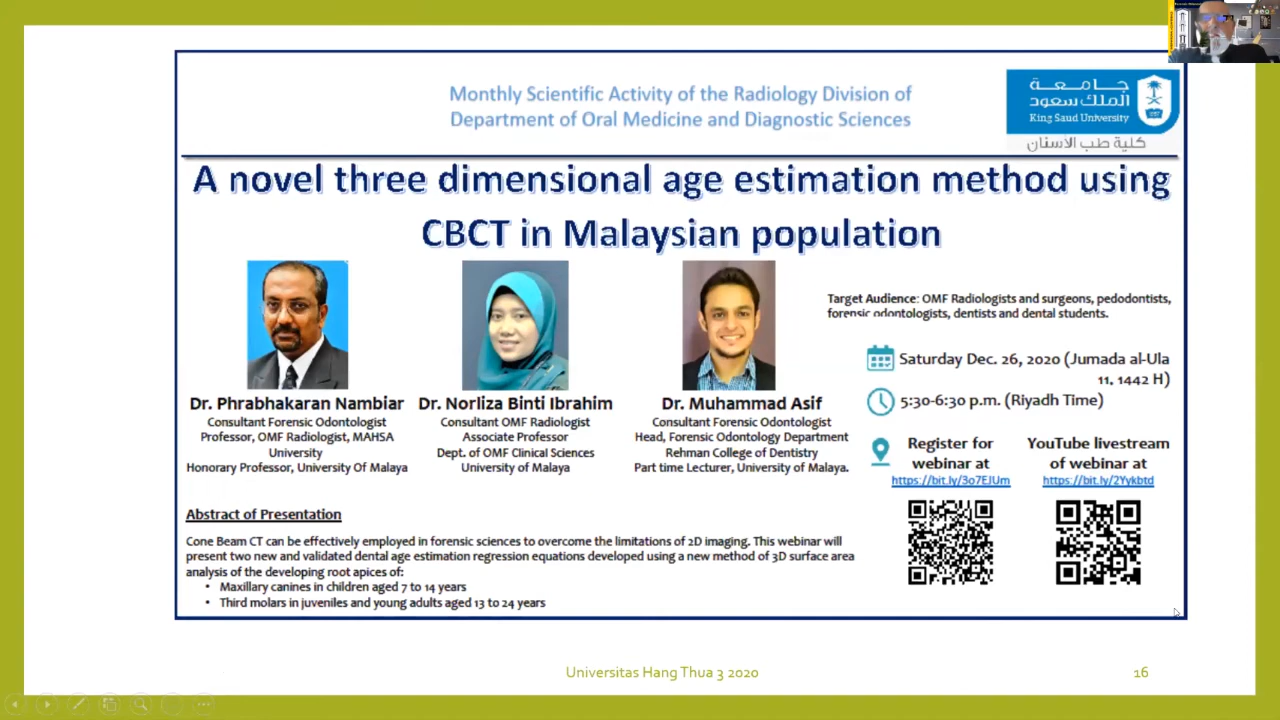 Monthly Scientific Activity of the Radiology Division of
Department of Oral Medicine and Diagnostic Sciences
جامعة
الملك سعود
King Saud University
كلية طب الأسنان
A novel three dimensional age estimation method using
CBCT in Malaysian population
Dr. Phrabhakaran Nambiar
Consultant Forensic Odontologist
Professor, OMF Radiologist, MAHSA
University
Honorary Professor, University Of Malaya
Dr. Norliza Binti Ibrahim
Consultant OMF Radiologist
Associate Professor
Dept. of OMF Clinical Sciences
University of Malaya
Dr. Muhammad Asif
Consultant Forensic Odontologist
Head, Forensic Odontology Department
Rehman College of Dentistry
Part time Lecturer, University of Malaya.
Target Audience: OMF Radiologists and surgeons, pedodontists,
forensic odontologists, dentists and dental students.
Saturday Dec. 26, 2020 (Jumada al-Ula
11, 1442 H)
5:30-6:30 p.m. (Riyadh Time)
Register for
webinar at
https://bit.ly/3o7EJUm
YouTube livestream
of webinar at
https://bit.ly/2Yykbtd
Abstract of Presentation
Cone Beam CT can be effectively employed in forensic sciences to overcome the limitations of 2D imaging. This webinar will
present two new and validated dental age estimation regression equations developed using a new method of 3D surface area
analysis of the developing root apices of:
• Maxillary canines in children aged 7 to 14 years
• Third molars in juveniles and young adults aged 13 to 24 years
Universitas Hang Thua 3 2020
16